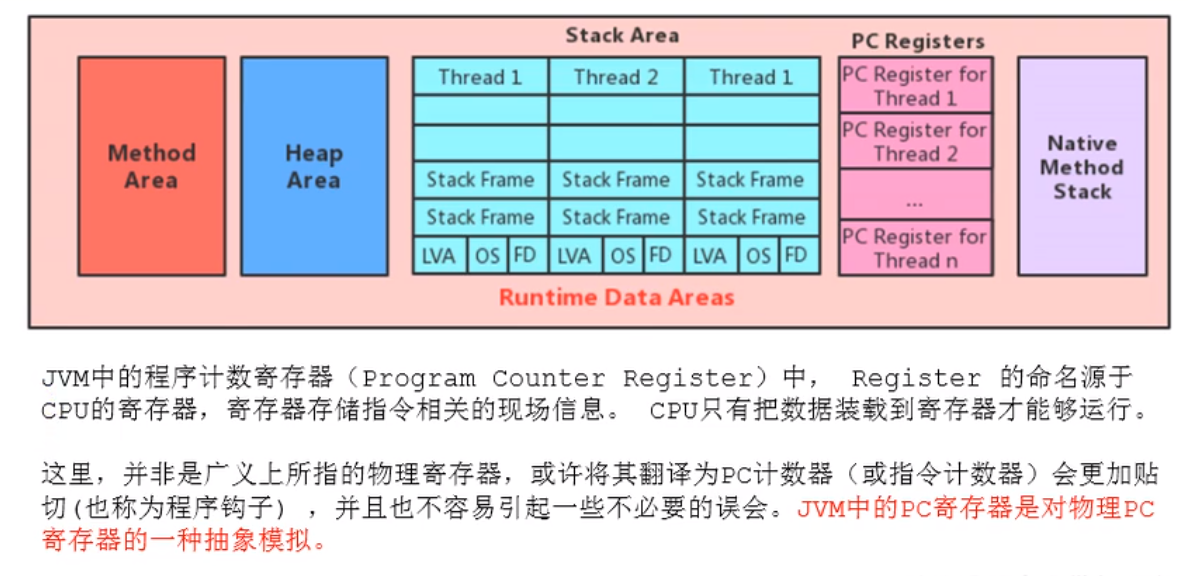 Stack Area
PC Registers
Method
Area
Heap
Area
Thread 1
Thread 2
Thread 1
Stack Frame
Stack Frame
Stack Frame
Stack Frame
Stack Frame
Stack Frame
LVA
OS
FD
LVA
OS
FD
LVA
OS
FD
PC Register for
Thread 1
PC Register for
Thread 2
...
PC Register for
Thread n
Native
Method
Stack
Runtime Data Areas
JVM中的程序计数寄存器（Program Counter Register）中， Register 的命名源于
CPU的寄存器，寄存器存储指令相关的现场信息。 CPU只有把数据装载到寄存器才能够运行。
这里，并非是广义上所指的物理寄存器，或许将其翻译为PC计数器（或指令计数器）会更加贴
切(也称为程序钩子) ，并且也不容易引起一些不必要的误会。JVM中的PC寄存器是对物理PC
寄存器的一种抽象模拟。